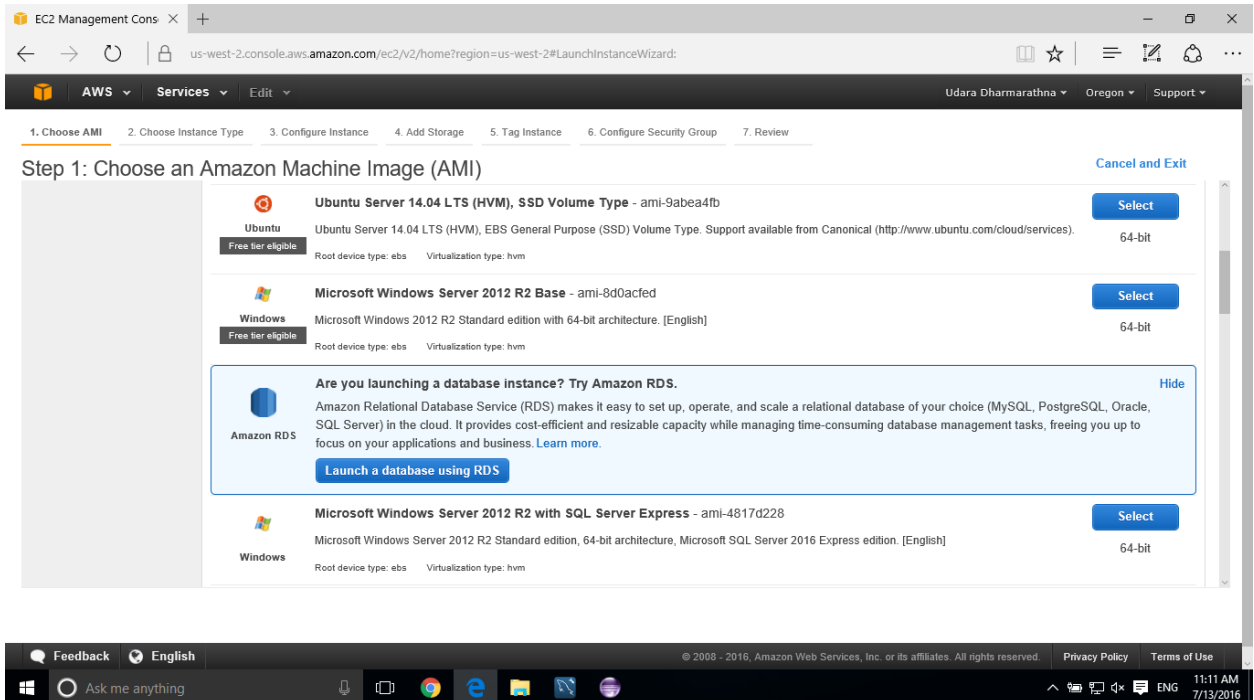 EC2 Management Cons
us-west-2.console.aws.amazon.com/ec2/v2/home?region=us-west-2#LaunchInstanceWizard:
AWS Services Edit Udara Dharmarathna Oregon Support
1. Choose AMI 2. Choose Instance Type 3. Configure Instance 4. Add Storage 5. Tag Instance 6. Configure Security Group 7. Review
Step 1: Choose an Amazon Machine Image (AMI)
Cancel and Exit
Ubuntu
Free tier eligible
Ubuntu Server 14.04 LTS (HVM), SSD Volume Type - ami-9abea4fb
Ubuntu Server 14.04 LTS (HVM), EBS General Purpose (SSD) Volume Type. Support available from Canonical (http://www.ubuntu.com/cloud/services).
Root device type: ebs Virtualization type: hvm
Select
64-bit
Windows
Free tier eligible
Microsoft Windows Server 2012 R2 Base - ami-8d0acfed
Microsoft Windows 2012 R2 Standard edition with 64-bit architecture. [English]
Root device type: ebs Virtualization type: hvm
Select
64-bit
Amazon RDS
Are you launching a database instance? Try Amazon RDS.
Hide
Amazon Relational Database Service (RDS) makes it easy to set up, operate, and scale a relational database of your choice (MySQL, PostgreSQL, Oracle,
SQL Server) in the cloud. It provides cost-efficient and resizable capacity while managing time-consuming database management tasks, freeing you up to
focus on your applications and business. Learn more.
Launch a database using RDS
Windows
Microsoft Windows Server 2012 R2 with SQL Server Express - ami-4817d228
Microsoft Windows Server 2012 R2 Standard edition, 64-bit architecture, Microsoft SQL Server 2016 Express edition. [English]
Root device type: ebs Virtualization type: hvm
Select
64-bit
Feedback English © 2008 - 2016, Amazon Web Services, Inc. or its affiliates. All rights reserved. Privacy Policy Terms of Use
Ask me anything
ENG
11:11 AM
7/13/2016